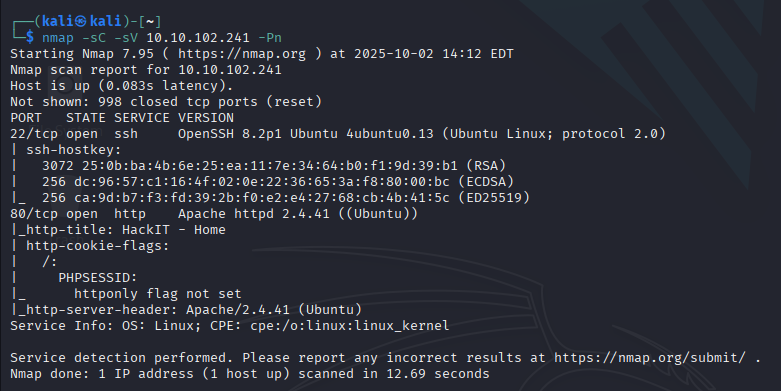 ┌──(kali㉿kali)-[~]
└─$ nmap -sC -sV 10.10.102.241 -Pn
Starting Nmap 7.95 ( https://nmap.org ) at 2025-10-02 14:12 EDT
Nmap scan report for 10.10.102.241
Host is up (0.083s latency).
Not shown: 998 closed tcp ports (reset)
PORT   STATE SERVICE VERSION
22/tcp open  ssh     OpenSSH 8.2p1 Ubuntu 4ubuntu0.13 (Ubuntu Linux; protocol 2.0)
| ssh-hostkey:
|   3072 25:0b:ba:4b:6e:25:ea:11:7e:34:64:b0:f1:9d:39:b1 (RSA)
|   256 dc:96:57:c1:16:4f:02:0e:22:36:65:3a:f8:80:00:bc (ECDSA)
|_  256 ca:9d:b7:f3:fd:39:2b:f0:e2:e4:27:68:cb:4b:41:5c (ED25519)
80/tcp open  http    Apache httpd 2.4.41 ((Ubuntu))
|_http-title: HackIT - Home
| http-cookie-flags:
|   /:
|     PHPSESSID:
|_      httponly flag not set
|_http-server-header: Apache/2.4.41 (Ubuntu)
Service Info: OS: Linux; CPE: cpe:/o:linux:linux_kernel

Service detection performed. Please report any incorrect results at https://nmap.org/submit/ .
Nmap done: 1 IP address (1 host up) scanned in 12.69 seconds